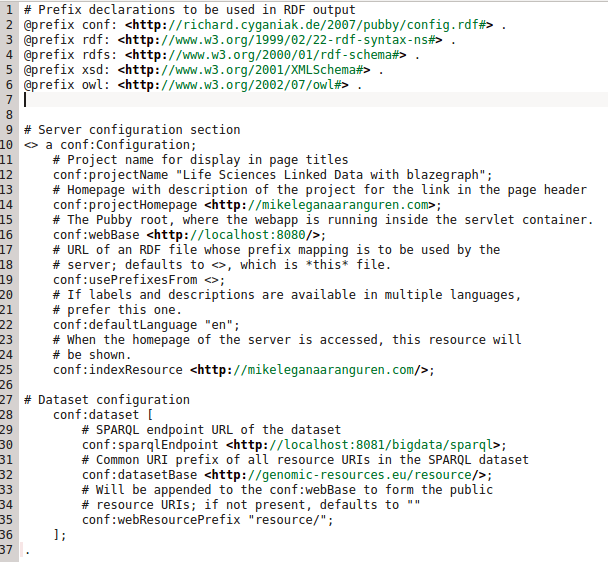 1 # Prefix declarations to be used in RDF output
2 @prefix conf: <http://richard.cyganiak.de/2007/pubby/config.rdf#> .
3 @prefix rdf: <http://www.w3.org/1999/02/22-rdf-syntax-ns#> .
4 @prefix rdfs: <http://www.w3.org/2000/01/rdf-schema#> .
5 @prefix xsd: <http://www.w3.org/2001/XMLSchema#> .
6 @prefix owl: <http://www.w3.org/2002/07/owl#> .
7
8
9 # Server configuration section
10 <> a conf:Configuration;
11     # Project name for display in page titles
12     conf:projectName "Life Sciences Linked Data with blazegraph";
13     # Homepage with description of the project for the link in the page header
14     conf:projectHomepage <http://mikeleganaaranguren.com>;
15     # The Pubby root, where the webapp is running inside the servlet container.
16     conf:webBase <http://localhost:8080/>;
17     # URL of an RDF file whose prefix mapping is to be used by the
18     # server; defaults to <>, which is *this* file.
19     conf:usePrefixesFrom <>;
20     # If labels and descriptions are available in multiple languages,
21     # prefer this one.
22     conf:defaultLanguage "en";
23     # When the homepage of the server is accessed, this resource will
24     # be shown.
25     conf:indexResource <http://mikeleganaaranguren.com/>;
26
27 # Dataset configuration
28     conf:dataset [
29         # SPARQL endpoint URL of the dataset
30         conf:sparqlEndpoint <http://localhost:8081/bigdata/sparql>;
31         # Common URI prefix of all resource URIs in the SPARQL dataset
32         conf:datasetBase <http://genomic-resources.eu/resource/>;
33         # Will be appended to the conf:webBase to form the public
34         # resource URIs; if not present, defaults to ""
35         conf:webResourcePrefix "resource/";
36     ];
37 .